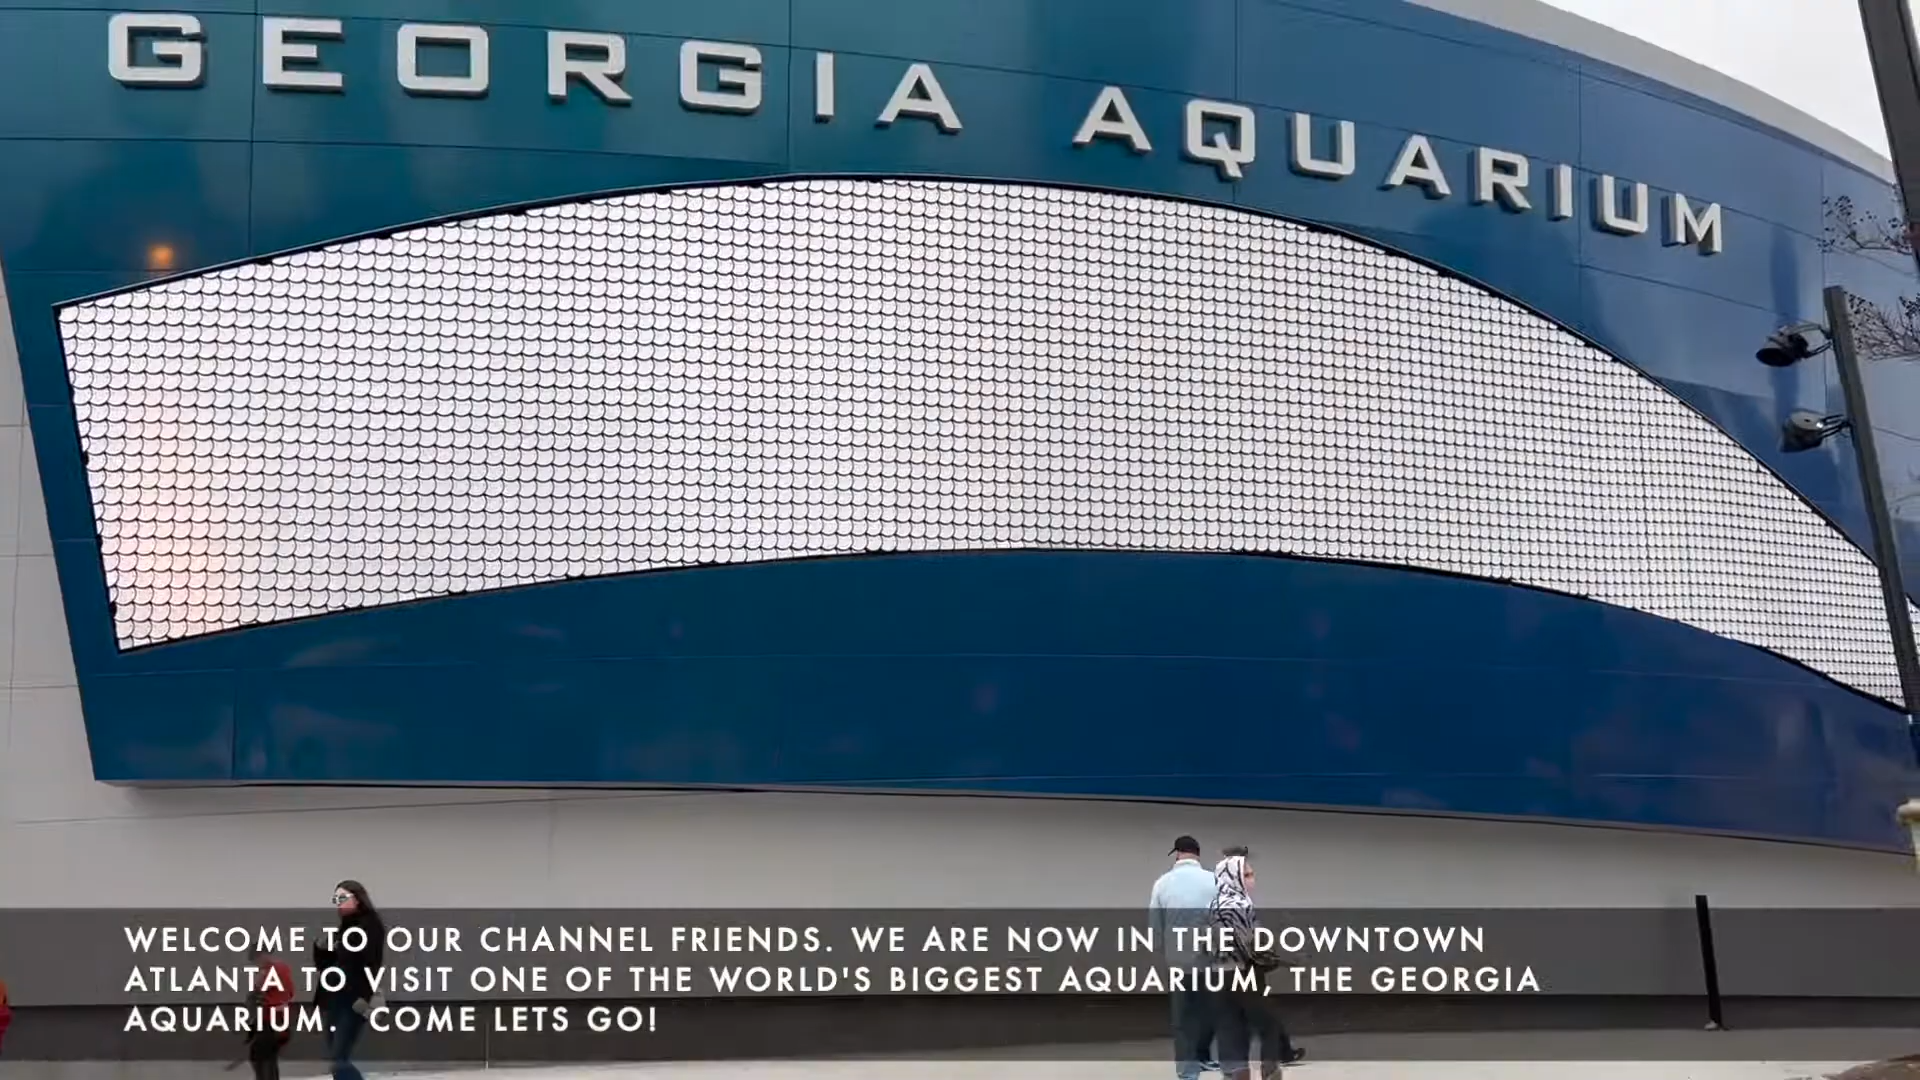 GEORGIA AQUARIUM
WELCOME TO OUR CHANNEL FRIENDS. WE ARE NOW IN THE DOWNTOWN
ATLANTA TO VISIT ONE OF THE WORLD'S BIGGEST AQUARIUM, THE GEORGIA
AQUARIUM. COME LETS GO!